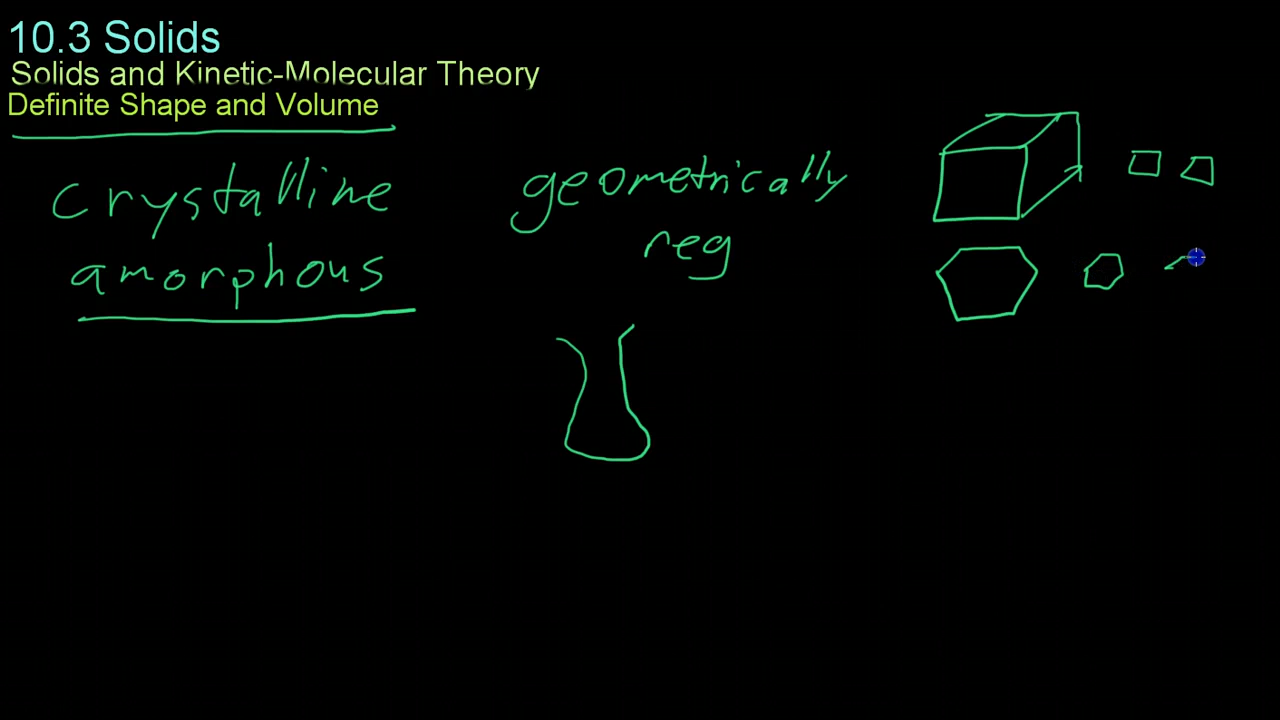 10.3 Solids
Solids and Kinetic-Molecular Theory
Definite Shape and Volume
crystalline
amorphous
geometrically
reg